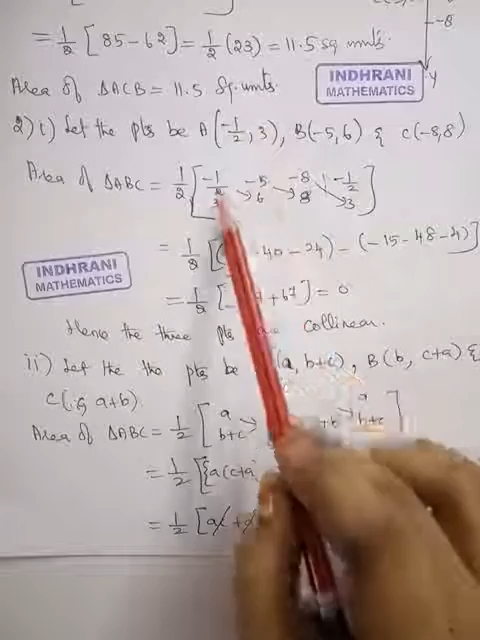 -8
= 1/2 [85-62] = 1/2 (23) = 11.5 sq units.
y
Area of ΔACB = 11.5 Sq.units.
INDHRANI
MATHEMATICS
2) i) Let the pts be A(-1/2, 3), B(-5,6) & C(-8,8)
Area of ΔABC = 1/2 [-1/2 -5 -8 -1/2
3 6 8 3]
= 1/2 [( -40 -24) - (-15-48-4)]
INDHRANI
MATHEMATICS
= 1/2 [ +67] = 0
Hence the three pts are collinear.
ii) Let the the pts be (a, b+c), B(b, c+a) &
C(c, a+b).
Area of ΔABC = 1/2 [a a
b+c +b b+c]
= 1/2 [{a(c+a)
= 1/2 [ac +